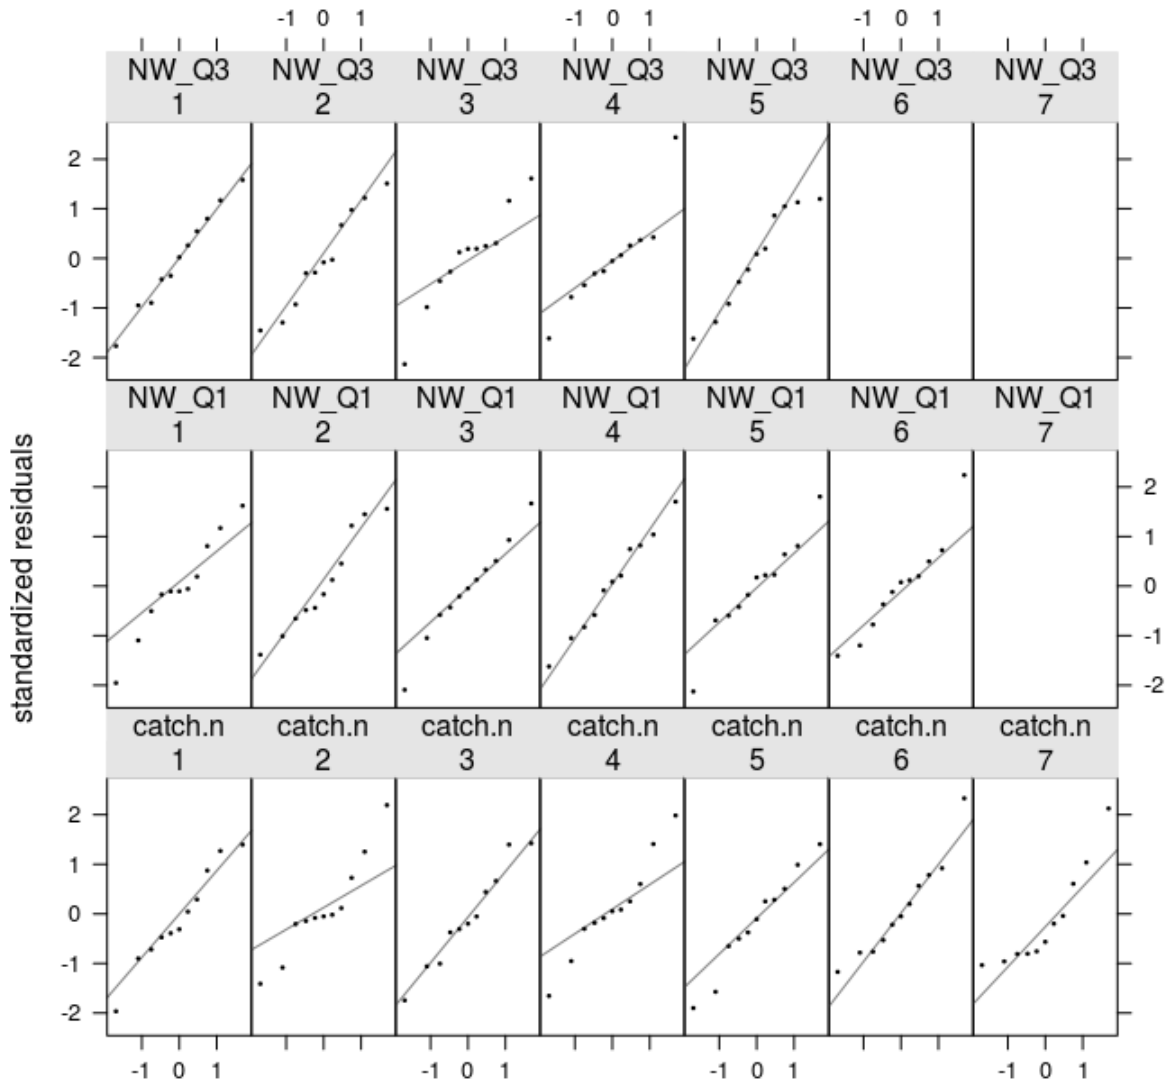 -1 0 1 -1 0 1 -1 0 1
NW_Q3 NW_Q3 NW_Q3 NW_Q3 NW_Q3 NW_Q3 NW_Q3
1 2 3 4 5 6 7
2
1
0
-1
-2
NW_Q1 NW_Q1 NW_Q1 NW_Q1 NW_Q1 NW_Q1 NW_Q1
1 2 3 4 5 6 7
standardized residuals
2
1
0
-1
-2
catch.n catch.n catch.n catch.n catch.n catch.n catch.n
1 2 3 4 5 6 7
2
1
0
-1
-2
-1 0 1 -1 0 1 -1 0 1 -1 0 1